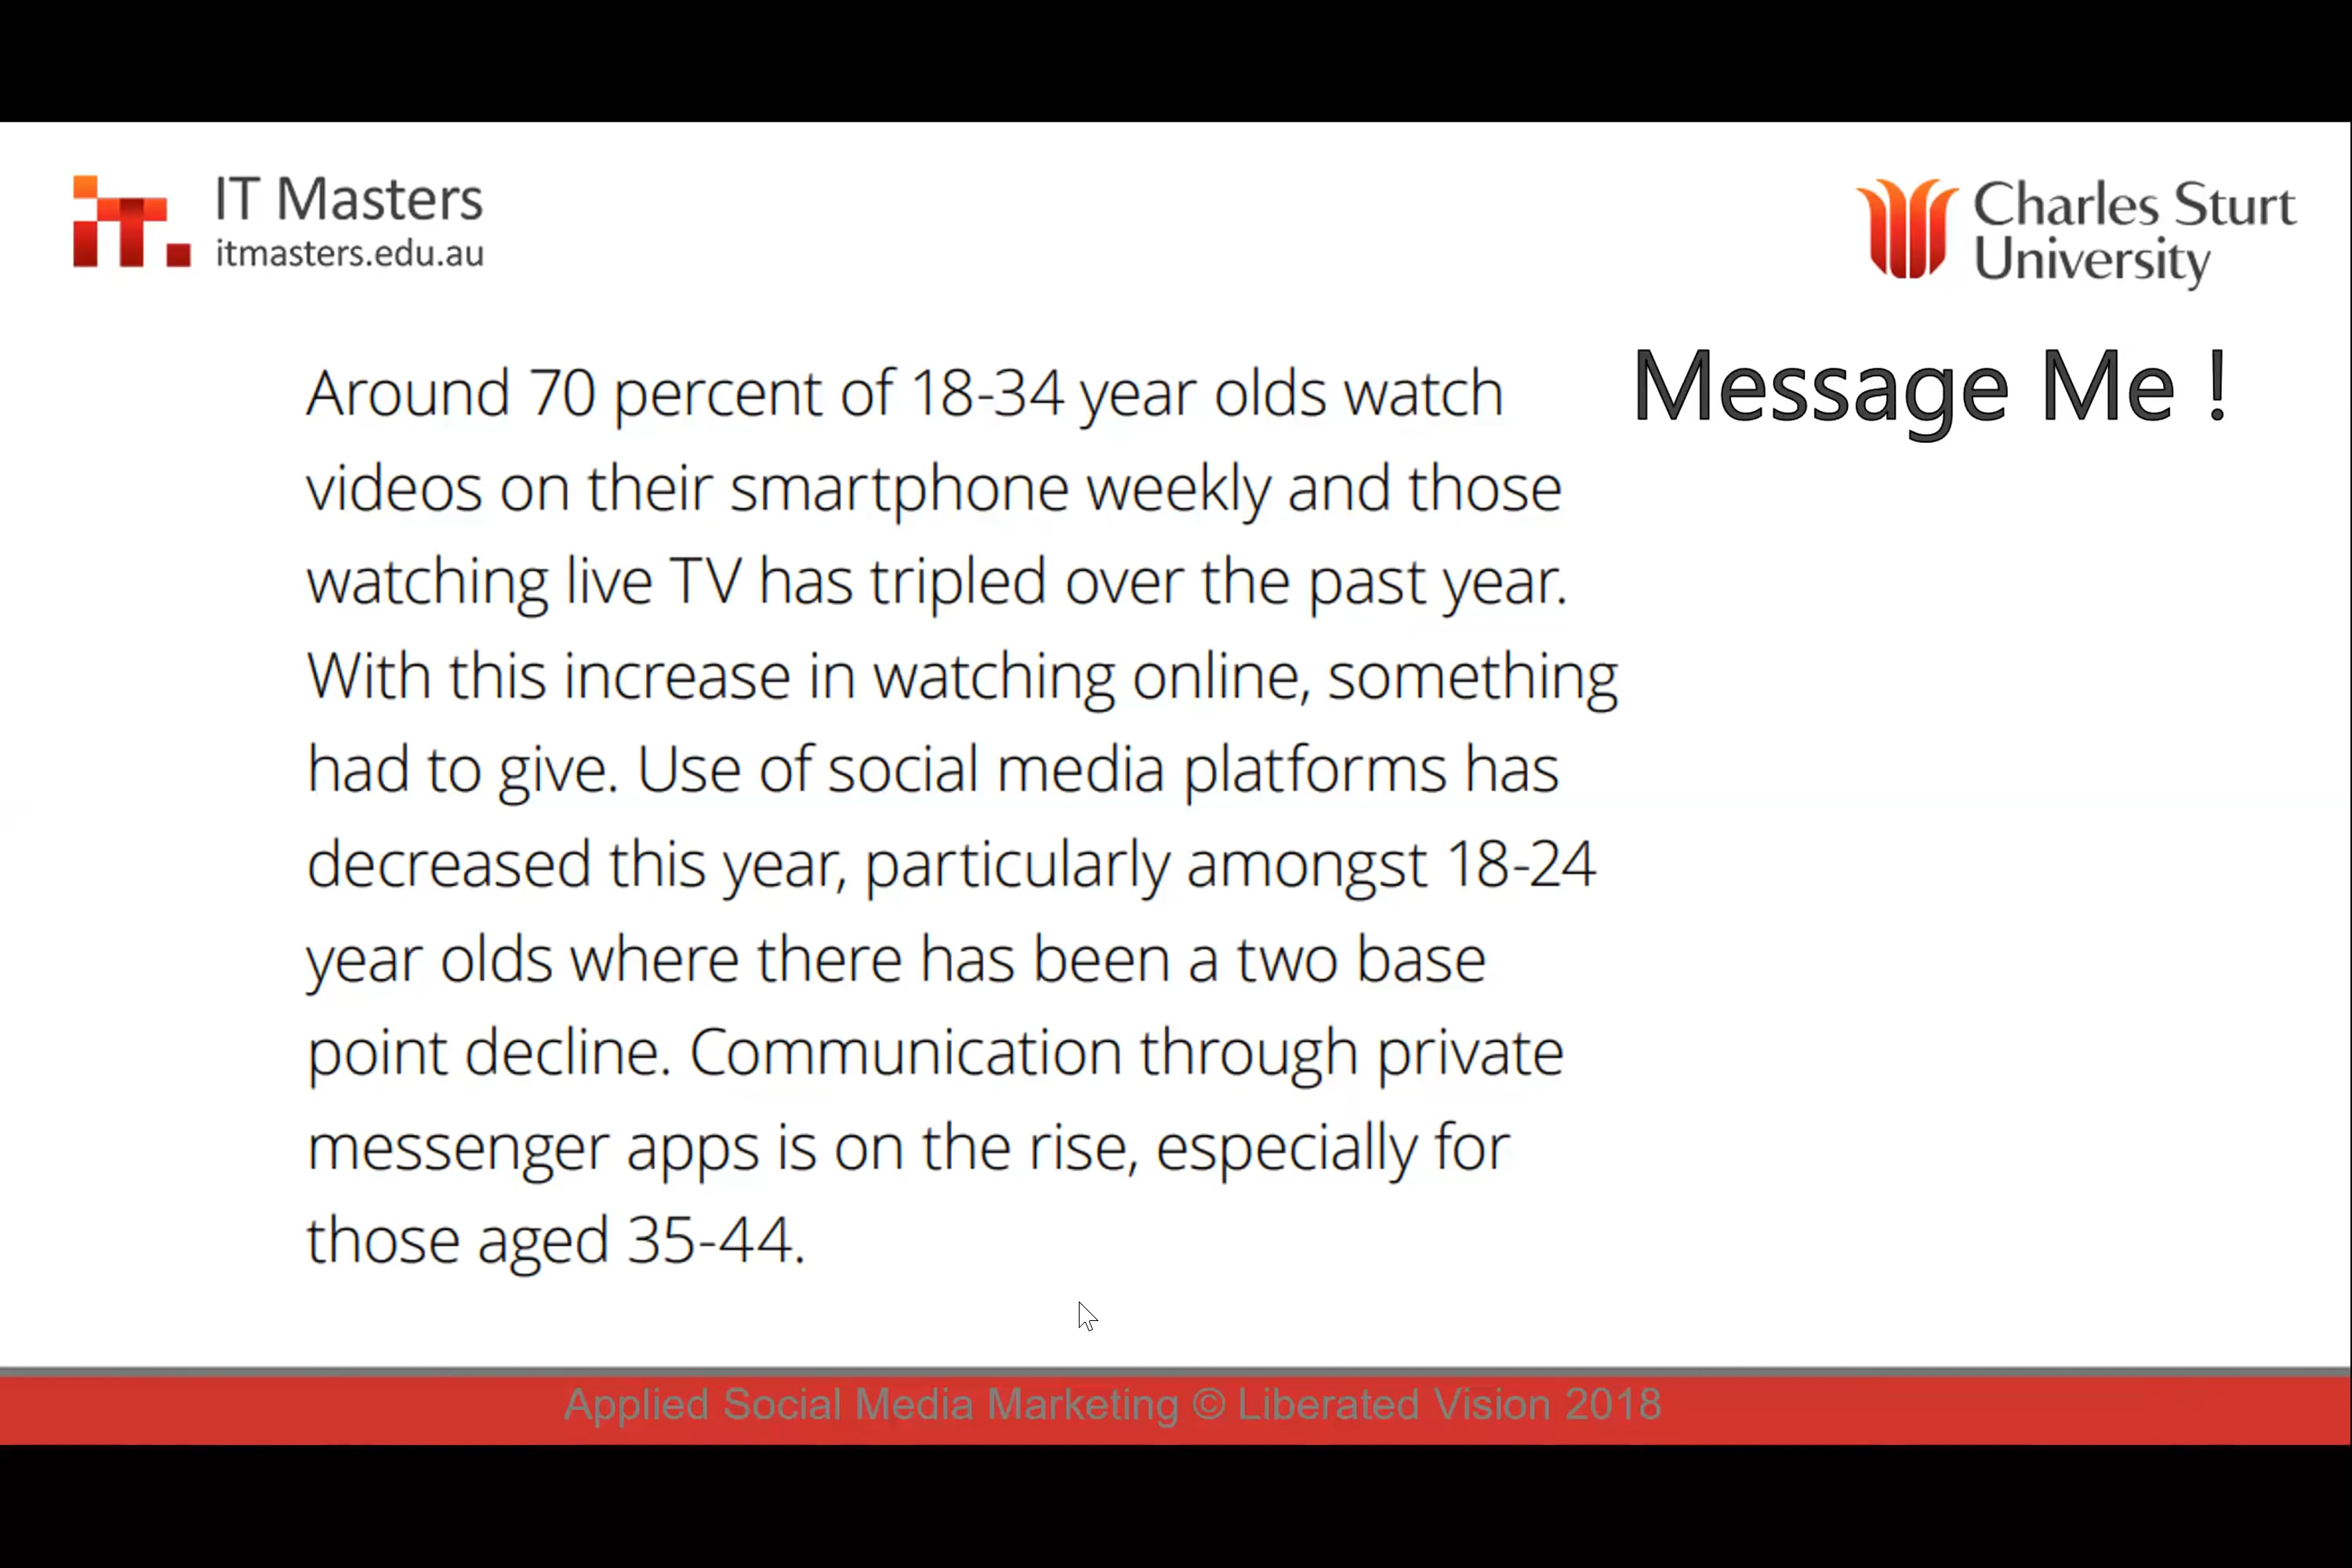 IT Masters
itmasters.edu.au
Charles Sturt
University
Message Me !
Around 70 percent of 18-34 year olds watch
videos on their smartphone weekly and those
watching live TV has tripled over the past year.
With this increase in watching online, something
had to give. Use of social media platforms has
decreased this year, particularly amongst 18-24
year olds where there has been a two base
point decline. Communication through private
messenger apps is on the rise, especially for
those aged 35-44.
Applied Social Media Marketing © Liberated Vision 2018